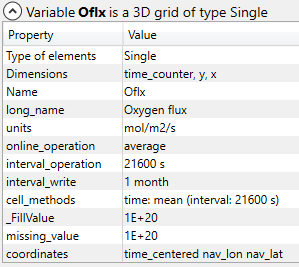 Variable Oflx is a 3D grid of type Single
Property Value
Type of elements Single
Dimensions time_counter, y, x
Name Oflx
long_name Oxygen flux
units mol/m2/s
online_operation average
interval_operation 21600 s
interval_write 1 month
cell_methods time: mean (interval: 21600 s)
_FillValue 1E+20
missing_value 1E+20
coordinates time_centered nav_lon nav_lat